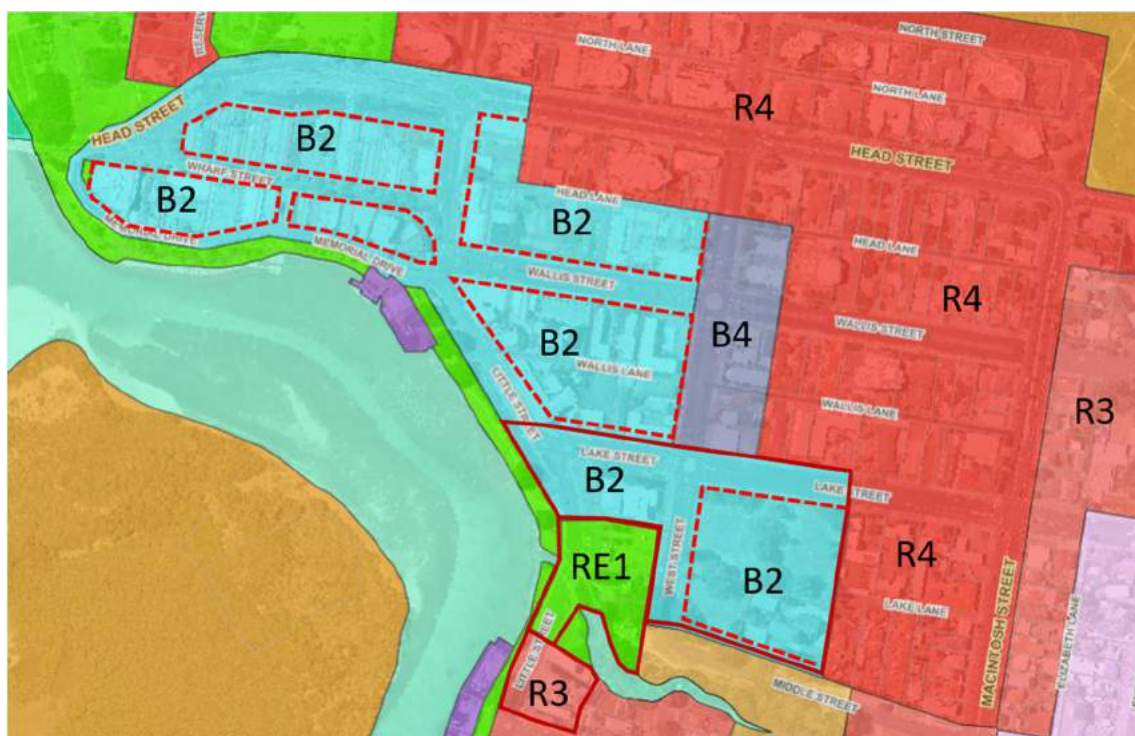 NORTH STREET
NORTH LANE
RESERV
NORTH LANE
R4
HEAD STREET
B2
HEAD STREET
WHARF STREET
B2
HEAD LANE
B2
MEMORIAL DRIVE
MEMORIAL DRIVE
HEAD LANE
WALLIS STREET
R4
B4
WALLIS STREET
B2
WALLIS LANE
LITTLE STREET
WALLIS LANE
R3
LAKE STREET
B2
LAKE STREET
RE1
WEST STREET
B2
R4
LAKE LANE
MACINTOSH STREET
ELIZABETH LANE
LITTLE STREET
R3
MIDDLE STREET